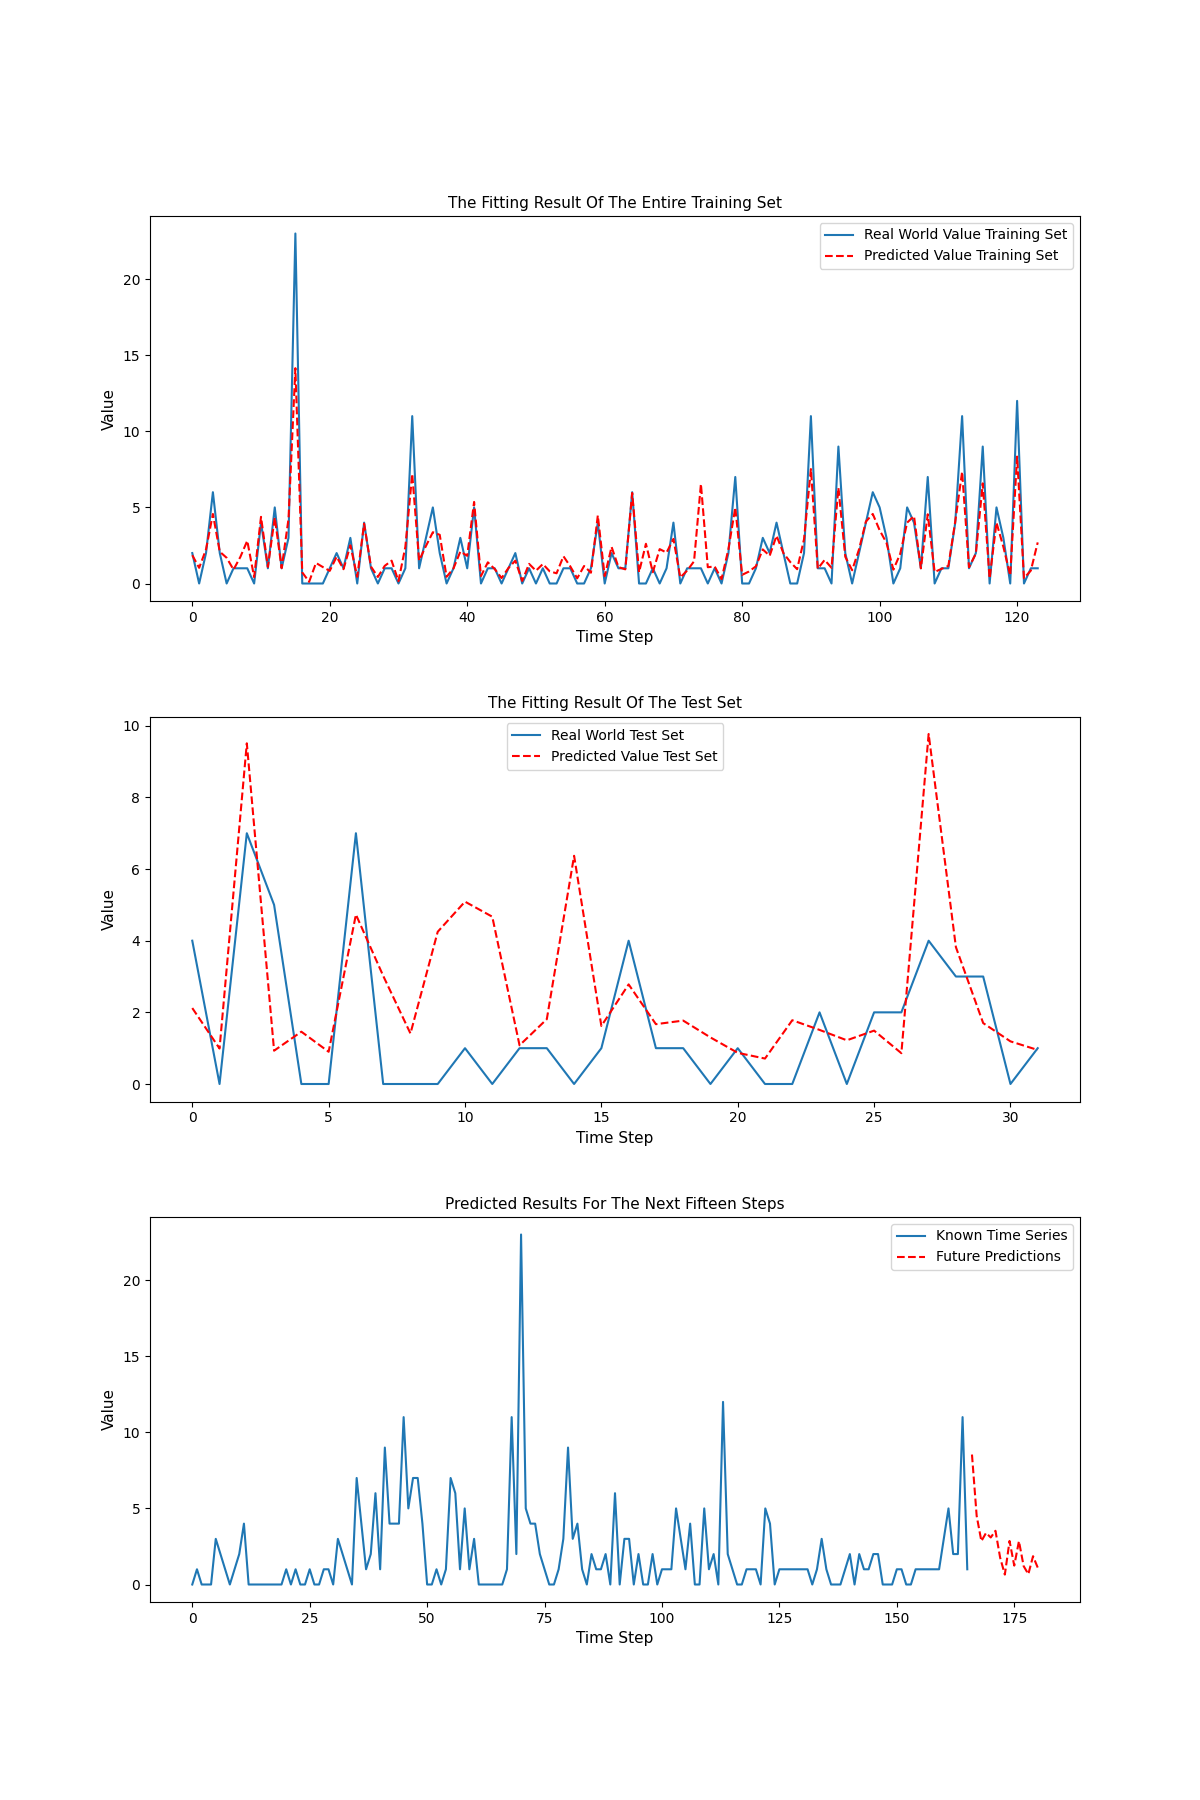 The Fitting Result Of The Entire Training Set
Real World Value Training Set
Predicted Value Training Set
Value
20
15
10
5
0
0 20 40 60 80 100 120
Time Step
The Fitting Result Of The Test Set
Real World Test Set
Predicted Value Test Set
Value
10
8
6
4
2
0
0 5 10 15 20 25 30
Time Step
Predicted Results For The Next Fifteen Steps
Known Time Series
Future Predictions
Value
20
15
10
5
0
0 25 50 75 100 125 150 175
Time Step